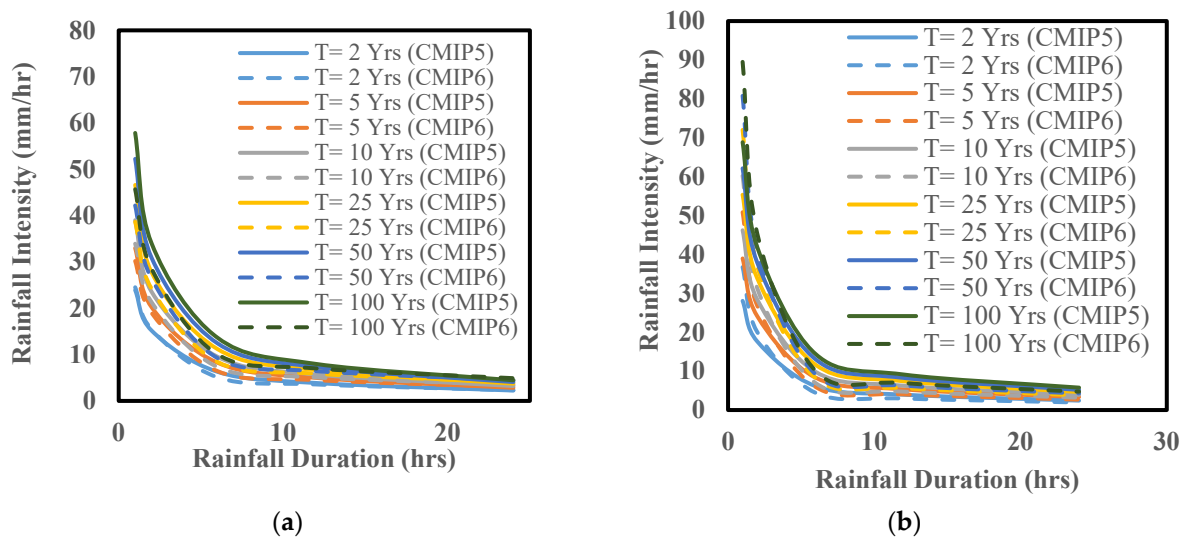 80
70
60
50
40
30
20
10
0
Rainfall Intensity (mm/hr)
T= 2 Yrs (CMIP5)
T= 2 Yrs (CMIP6)
T= 5 Yrs (CMIP5)
T= 5 Yrs (CMIP6)
T= 10 Yrs (CMIP5)
T= 10 Yrs (CMIP6)
T= 25 Yrs (CMIP5)
T= 25 Yrs (CMIP6)
T= 50 Yrs (CMIP5)
T= 50 Yrs (CMIP6)
T= 100 Yrs (CMIP5)
T= 100 Yrs (CMIP6)
0 10 20
Rainfall Duration (hrs)
(a)
100
90
80
70
60
50
40
30
20
10
0
Rainfall Intensity (mm/hr)
T= 2 Yrs (CMIP5)
T= 2 Yrs (CMIP6)
T= 5 Yrs (CMIP5)
T= 5 Yrs (CMIP6)
T= 10 Yrs (CMIP5)
T= 10 Yrs (CMIP6)
T= 25 Yrs (CMIP5)
T= 25 Yrs (CMIP6)
T= 50 Yrs (CMIP5)
T= 50 Yrs (CMIP6)
T= 100 Yrs (CMIP5)
T= 100 Yrs (CMIP6)
0 10 20 30
Rainfall Duration (hrs)
(b)